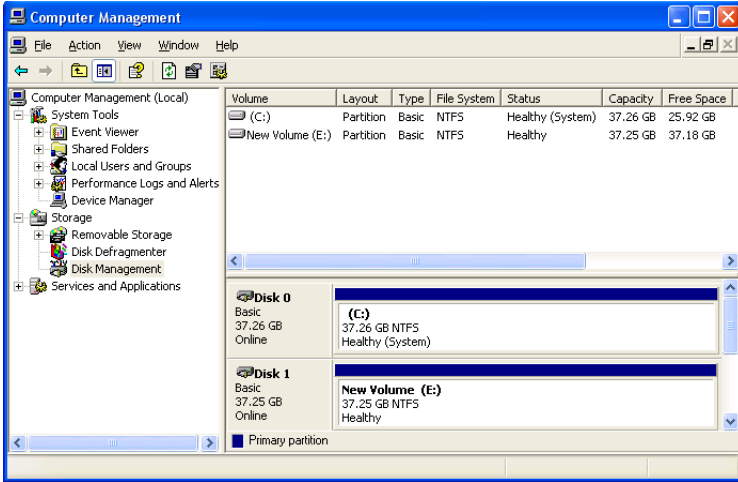 Computer Management
File Action View Window Help
Computer Management (Local)
System Tools
Event Viewer
Shared Folders
Local Users and Groups
Performance Logs and Alerts
Device Manager
Storage
Removable Storage
Disk Defragmenter
Disk Management
Services and Applications
Volume Layout Type File System Status Capacity Free Space
(C:) Partition Basic NTFS Healthy (System) 37.26 GB 25.92 GB
New Volume (E:) Partition Basic NTFS Healthy 37.25 GB 37.18 GB
Disk 0
Basic
37.26 GB
Online
(C:)
37.26 GB NTFS
Healthy (System)
Disk 1
Basic
37.25 GB
Online
New Volume (E:)
37.25 GB NTFS
Healthy
Primary partition